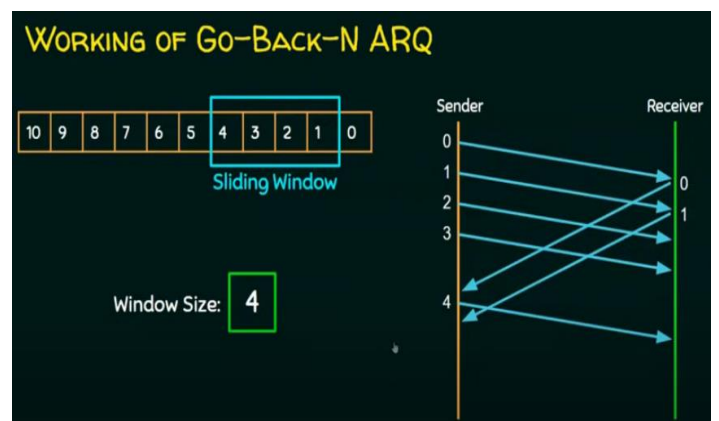 WORKING OF GO-BACK-N ARQ
10 9 8 7 6 5 4 3 2 1 0
Sliding Window
Window Size: 4
Sender Receiver
0
0
1
1
2
3
4